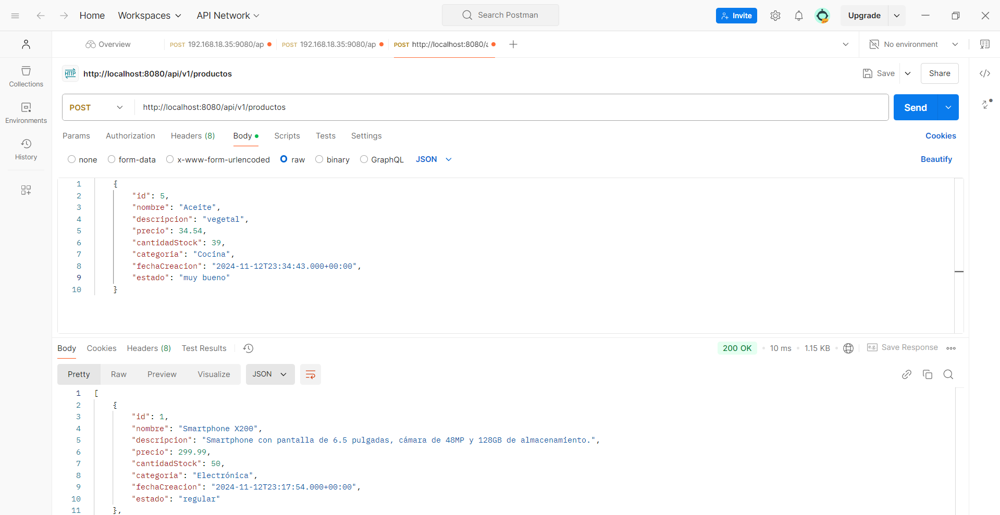 Home Workspaces API Network Search Postman Invite Upgrade
Overview POST 192.168.18.35:9080/ap POST 192.168.18.35:9080/ap POST http://localhost:8080/a No environment
HTTP http://localhost:8080/api/v1/productos Save Share
POST http://localhost:8080/api/v1/productos Send
Collections
Environments
History
Params Authorization Headers (8) Body Scripts Tests Settings Cookies
none form-data x-www-form-urlencoded raw binary GraphQL JSON Beautify
1 {
2 "id": 5,
3 "nombre": "Aceite",
4 "descripcion": "vegetal",
5 "precio": 34.54,
6 "cantidadStock": 39,
7 "categoria": "Cocina",
8 "fechaCreacion": "2024-11-12T23:34:43.000+00:00",
9 "estado": "muy bueno"
10 }
Body Cookies Headers (8) Test Results 200 OK 10 ms 1.15 KB e.g. Save Response
Pretty Raw Preview Visualize JSON
1 [
2 {
3 "id": 1,
4 "nombre": "Smartphone X200",
5 "descripcion": "Smartphone con pantalla de 6.5 pulgadas, cámara de 48MP y 128GB de almacenamiento.",
6 "precio": 299.99,
7 "cantidadStock": 50,
8 "categoria": "Electrónica",
9 "fechaCreacion": "2024-11-12T23:17:54.000+00:00",
10 "estado": "regular"
11 },